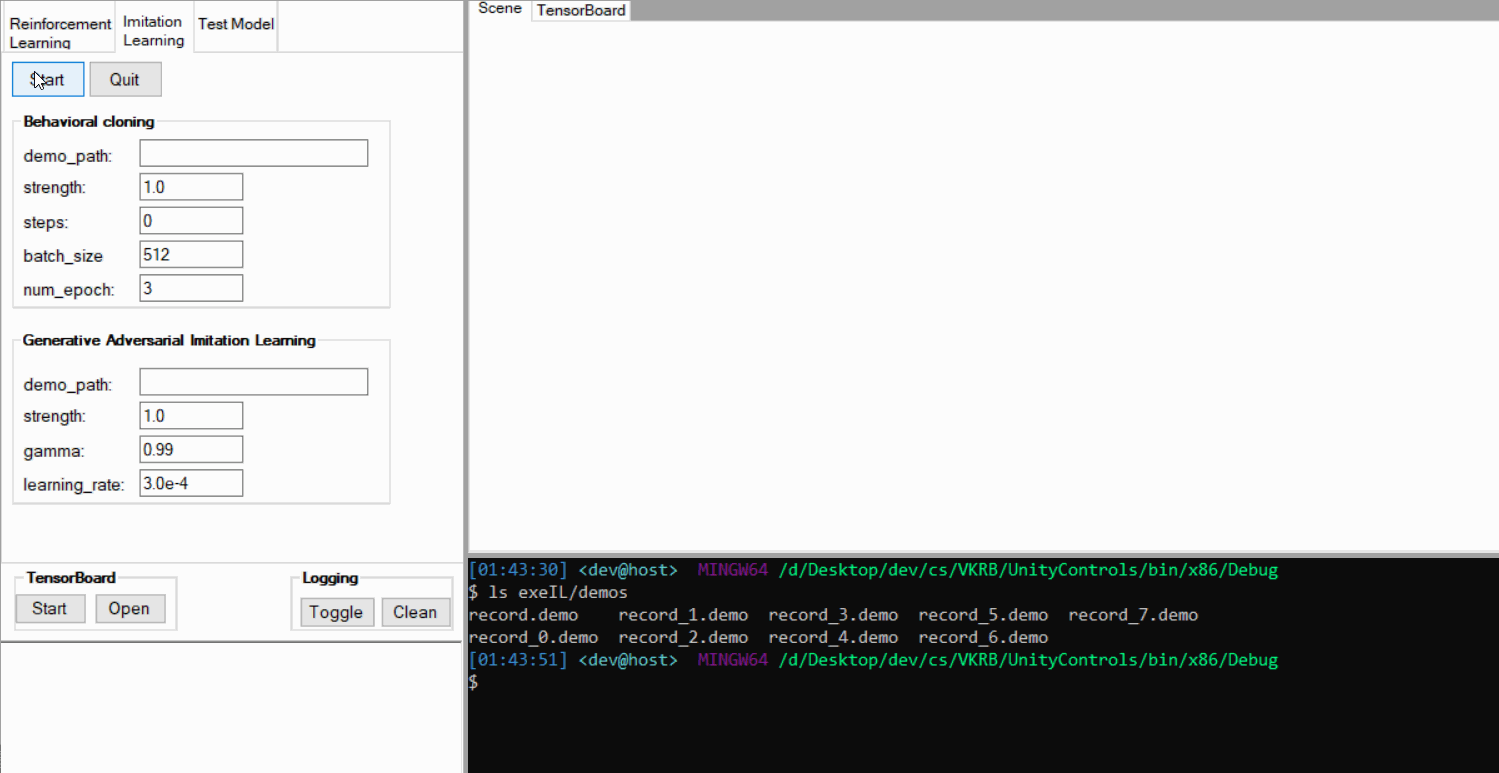 Reinforcement Learning
Imitation Learning
Test Model
Start
Quit
Behavioral cloning
demo_path:
strength: 1.0
steps: 0
batch_size 512
num_epoch: 3
Generative Adversarial Imitation Learning
demo_path:
strength: 1.0
gamma: 0.99
learning_rate: 3.0e-4
TensorBoard
Start
Open
Logging
Toggle
Clean
Scene
TensorBoard
[01:43:30] <dev@host> MINGW64 /d/Desktop/dev/cs/VKRB/UnityControls/bin/x86/Debug
$ ls exeIL/demos
record.demo record_1.demo record_3.demo record_5.demo record_7.demo
record_0.demo record_2.demo record_4.demo record_6.demo
[01:43:51] <dev@host> MINGW64 /d/Desktop/dev/cs/VKRB/UnityControls/bin/x86/Debug
$